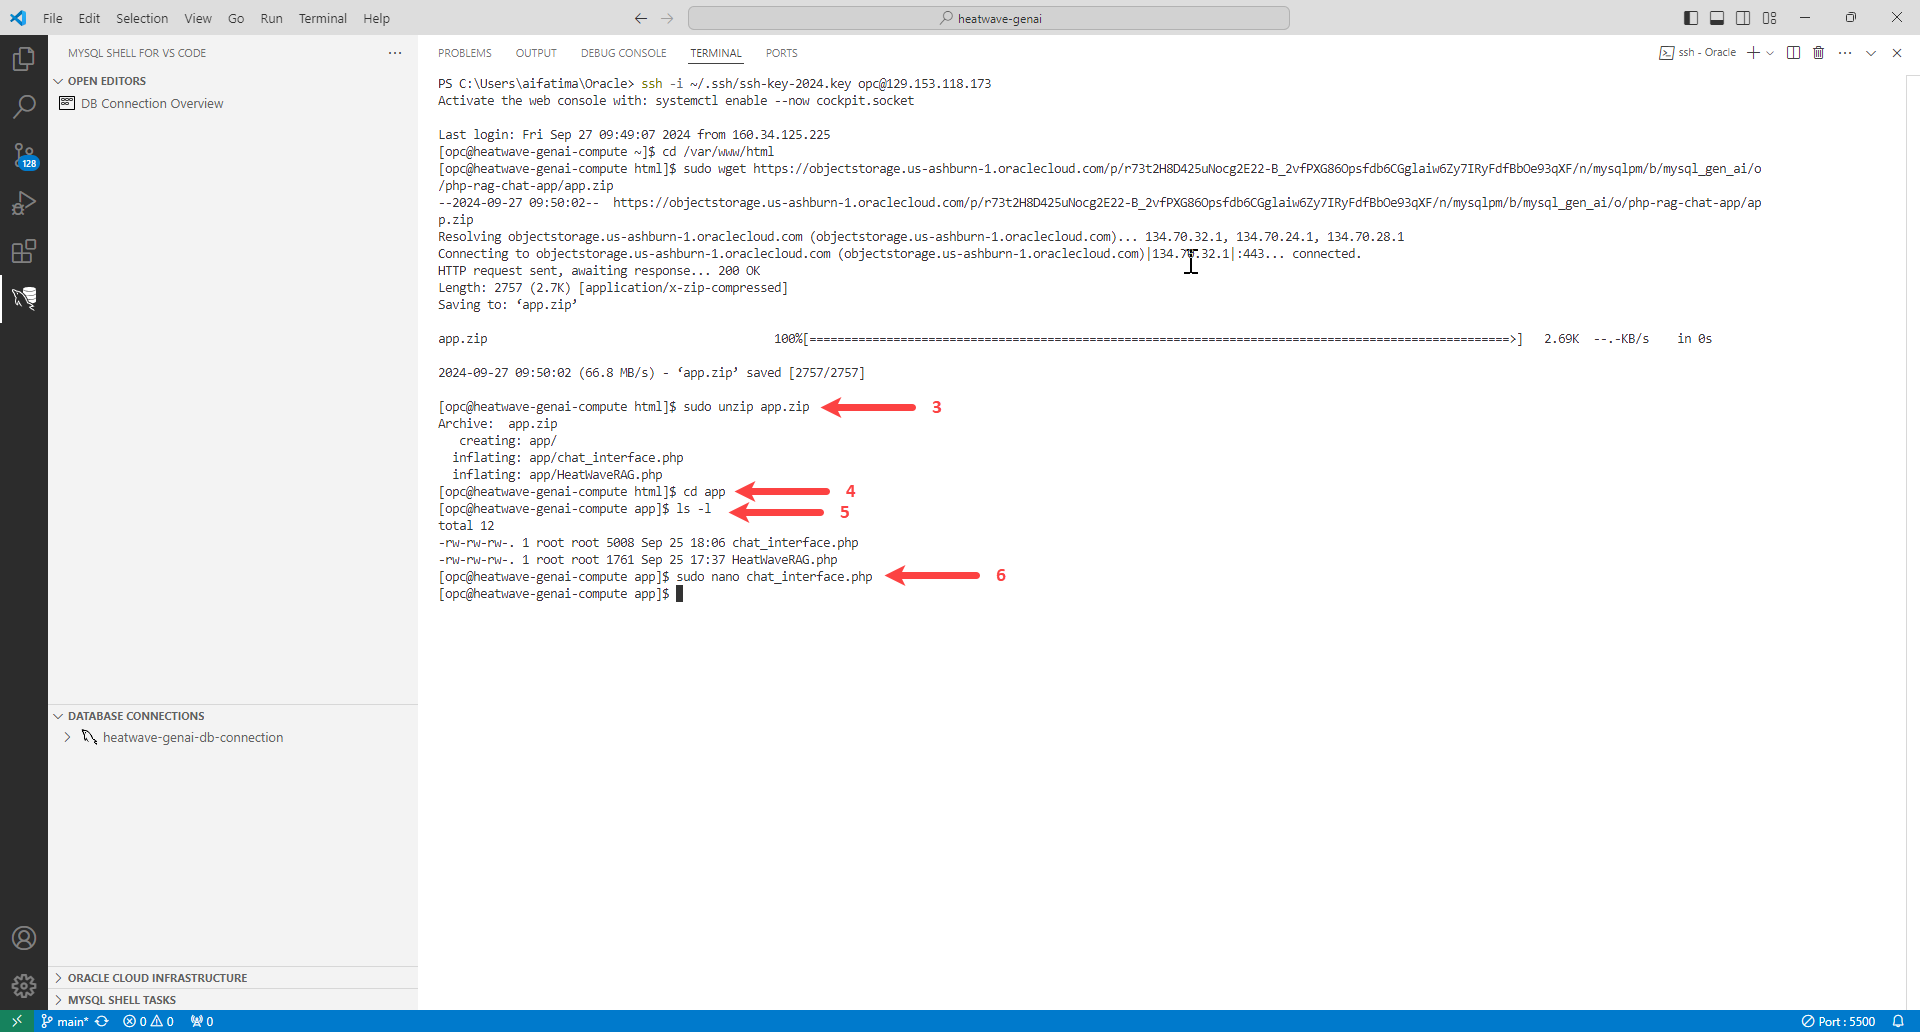 File Edit Selection View Go Run Terminal Help
heatwave-genai
MYSQL SHELL FOR VS CODE
OPEN EDITORS
DB Connection Overview
128
DATABASE CONNECTIONS
heatwave-genai-db-connection
ORACLE CLOUD INFRASTRUCTURE
MYSQL SHELL TASKS
PROBLEMS OUTPUT DEBUG CONSOLE TERMINAL PORTS
ssh - Oracle
PS C:\Users\aifatima\Oracle> ssh -i ~/.ssh/ssh-key-2024.key opc@129.153.118.173
Activate the web console with: systemctl enable --now cockpit.socket
Last login: Fri Sep 27 09:49:07 2024 from 160.34.125.225
[opc@heatwave-genai-compute ~]$ cd /var/www/html
[opc@heatwave-genai-compute html]$ sudo wget https://objectstorage.us-ashburn-1.oraclecloud.com/p/r73t2H8D425uNocg2E22-B_2vfPXG86Opsfdb6CGglaiw6Zy7IRyFdfBbOe93qXF/n/mysqlpm/b/mysql_gen_ai/o
/php-rag-chat-app/app.zip
--2024-09-27 09:50:02--  https://objectstorage.us-ashburn-1.oraclecloud.com/p/r73t2H8D425uNocg2E22-B_2vfPXG86Opsfdb6CGglaiw6Zy7IRyFdfBbOe93qXF/n/mysqlpm/b/mysql_gen_ai/o/php-rag-chat-app/ap
p.zip
Resolving objectstorage.us-ashburn-1.oraclecloud.com (objectstorage.us-ashburn-1.oraclecloud.com)... 134.70.32.1, 134.70.24.1, 134.70.28.1
Connecting to objectstorage.us-ashburn-1.oraclecloud.com (objectstorage.us-ashburn-1.oraclecloud.com)|134.70.32.1|:443... connected.
HTTP request sent, awaiting response... 200 OK
Length: 2757 (2.7K) [application/x-zip-compressed]
Saving to: ‘app.zip’
app.zip 100%[====================================================================================================>] 2.69K --.-KB/s in 0s
2024-09-27 09:50:02 (66.8 MB/s) - ‘app.zip’ saved [2757/2757]
[opc@heatwave-genai-compute html]$ sudo unzip app.zip 3
Archive:  app.zip
creating: app/
inflating: app/chat_interface.php
inflating: app/HeatWaveRAG.php
[opc@heatwave-genai-compute html]$ cd app 4
[opc@heatwave-genai-compute app]$ ls -l 5
total 12
-rw-rw-rw-. 1 root root 5008 Sep 25 18:06 chat_interface.php
-rw-rw-rw-. 1 root root 1761 Sep 25 17:37 HeatWaveRAG.php
[opc@heatwave-genai-compute app]$ sudo nano chat_interface.php 6
[opc@heatwave-genai-compute app]$
main* 0 0 0 Port : 5500